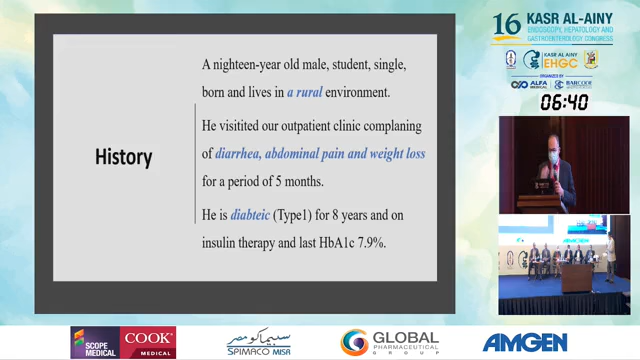 History
A nighteen-year old male, student, single,
born and lives in a rural environment.
He visitited our outpatient clinic complaning
of diarrhea, abdominal pain and weight loss
for a period of 5 months.
He is diabteic (Type1) for 8 years and on
insulin therapy and last HbA1c 7.9%.
16 KASR AL-AINY
ENDOSCOPY, HEPATOLOGY AND
GASTROENTEROLOGY CONGRESS
KASR AL AINY
EHGC
ORGANIZED BY
ALFA
MEDICAL
BARCODE
06:40
SCOPE
MEDICAL
COOK
MEDICAL
سبيماكو مصر
SPIMACO MISR
GLOBAL
PHARMACEUTICAL
GROUP
AMGEN